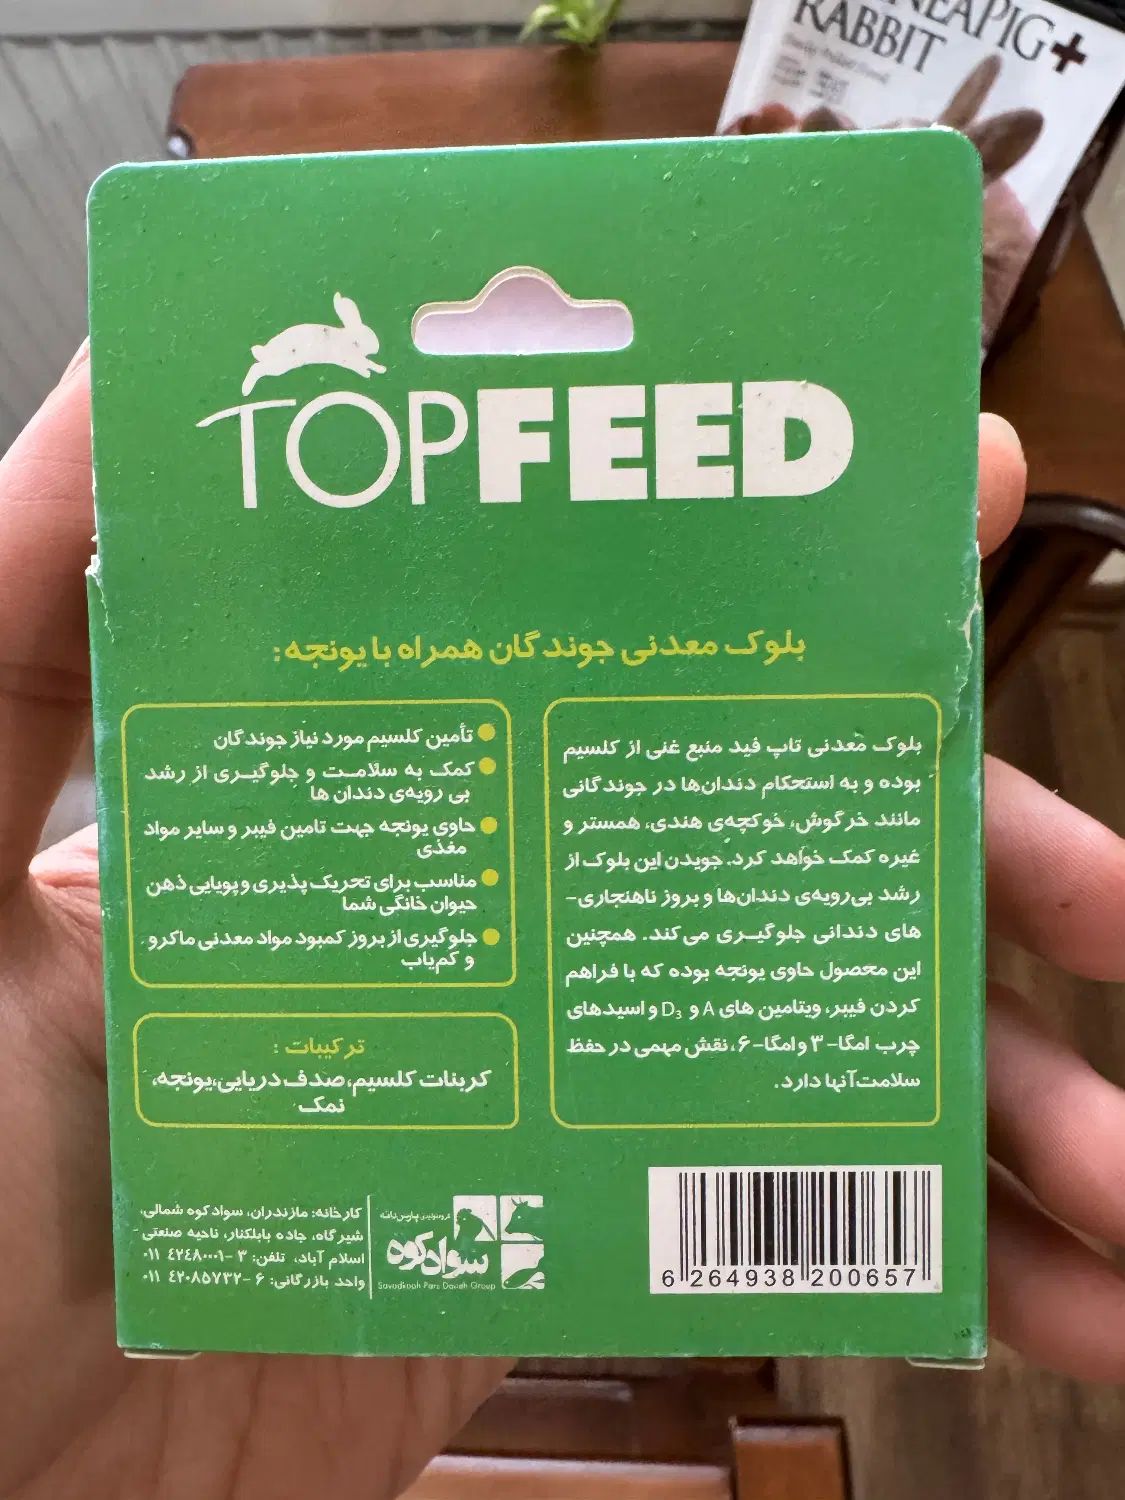 NEAPIG+
RABBIT
TOPFEED
بلوک معدنی جوندگان همراه با یونجه:
بلوک معدنی تاپ فید منبع غنی از کلسیم
بوده و به استحکام دندان‌ها در جوندگانی
مانند خرگوش، خوکچه‌ی هندی، همستر و
غیره کمک خواهد کرد. جویدن این بلوک از
رشد بی‌رویه‌ی دندان‌ها و بروز ناهنجاری-
های دندانی جلوگیری می کند. همچنین
این محصول حاوی یونجه بوده که با فراهم
کردن فیبر، ویتامین های A و D₃ و اسیدهای
چرب امگا-۳ و امگا-۶، نقش مهمی در حفظ
سلامت آنها دارد.
تأمین کلسیم مورد نیاز جوندگان
کمک به سلامت و جلوگیری از رشد
بی رویه‌ی دندان ها
حاوی یونجه جهت تامین فیبر و سایر مواد
مغذی
مناسب برای تحریک پذیری و پویایی ذهن
حیوان خانگی شما
جلوگیری از بروز کمبود مواد معدنی ماکرو
و کم‌یاب
ترکیبات :
کربنات کلسیم،صدف دریایی،یونجه،
نمک
6 264938 200657
پارس دانه
سوادکوه
Savadkooh Pars Daneh Group
کارخانه: مازندران، سوادکوه شمالی،
شیرگاه، جاده بابلکنار، ناحیه صنعتی
اسلام آباد، تلفن: ۳ -۴۲۴۸۰۰۰۱ ۰۱۱
واحد بازرگانی: ۶ -۴۲۰۸۵۷۳۲ ۰۱۱